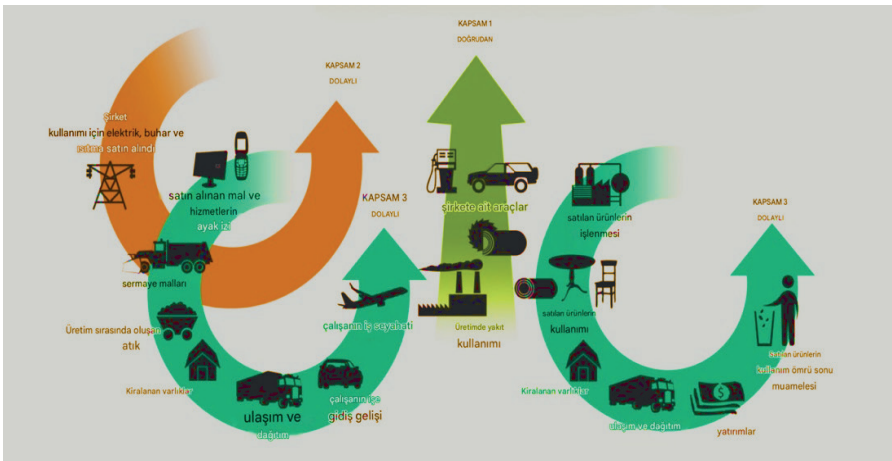 KAPSAM 1
DOĞRUDAN
KAPSAM 2
DOLAYLI
Şirket
kullanımı için elektrik, buhar ve
ısıtma satın alındı
satın alınan mal ve
hizmetlerin
ayak izi
KAPSAM 3
DOLAYLI
sermaye malları
Üretim sırasında oluşan
atık
Kiralanan varlıklar
ulaşım ve
dağıtım
çalışanın işe
gidiş gelişi
çalışanın iş seyahati
şirkete ait araçlar
Üretimde yakıt
kullanımı
satılan ürünlerin
işlenmesi
satılan ürünlerin
kullanımı
Kiralanan varlıklar
ulaşım ve dağıtım
yatırımlar
KAPSAM 3
DOLAYLI
Satılan ürünlerin
kullanım ömrü sonu
muamelesi